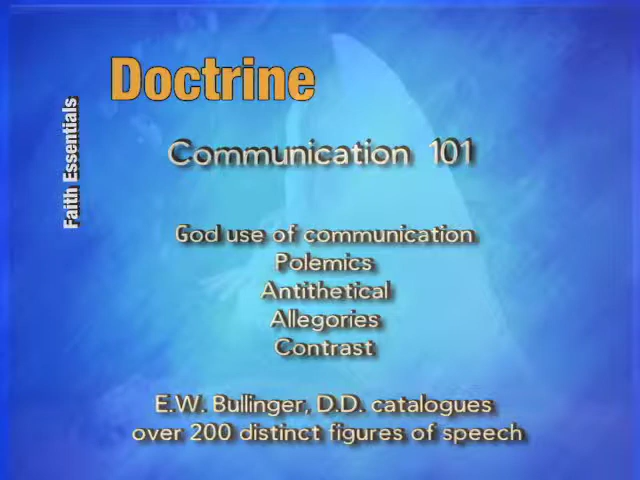 Doctrine
Faith Essentials
Communication 101
God use of communication
Polemics
Antithetical
Allegories
Contrast
E.W. Bullinger, D.D. catalogues
over 200 distinct figures of speech